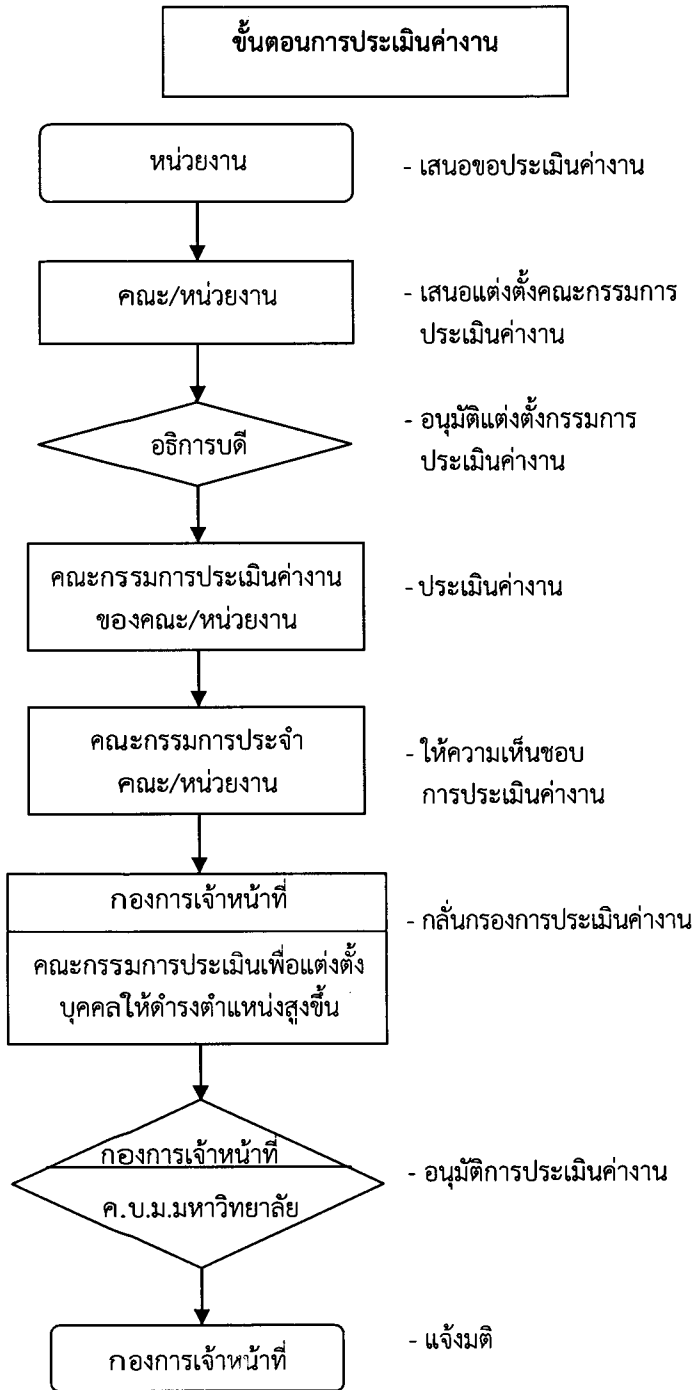 ขั้นตอนการประเมินค่างาน
หน่วยงาน
- เสนอขอประเมินค่างาน
คณะ/หน่วยงาน
- เสนอแต่งตั้งคณะกรรมการ
ประเมินค่างาน
อธิการบดี
- อนุมัติแต่งตั้งกรรมการ
ประเมินค่างาน
คณะกรรมการประเมินค่างาน
ของคณะ/หน่วยงาน
- ประเมินค่างาน
คณะกรรมการประจำ
คณะ/หน่วยงาน
- ให้ความเห็นชอบ
การประเมินค่างาน
กองการเจ้าหน้าที่
- กลั่นกรองการประเมินค่างาน
คณะกรรมการประเมินเพื่อแต่งตั้ง
บุคคลให้ดำรงตำแหน่งสูงขึ้น
กองการเจ้าหน้าที่
ค.บ.ม.มหาวิทยาลัย
- อนุมัติการประเมินค่างาน
กองการเจ้าหน้าที่
- แจ้งมติ